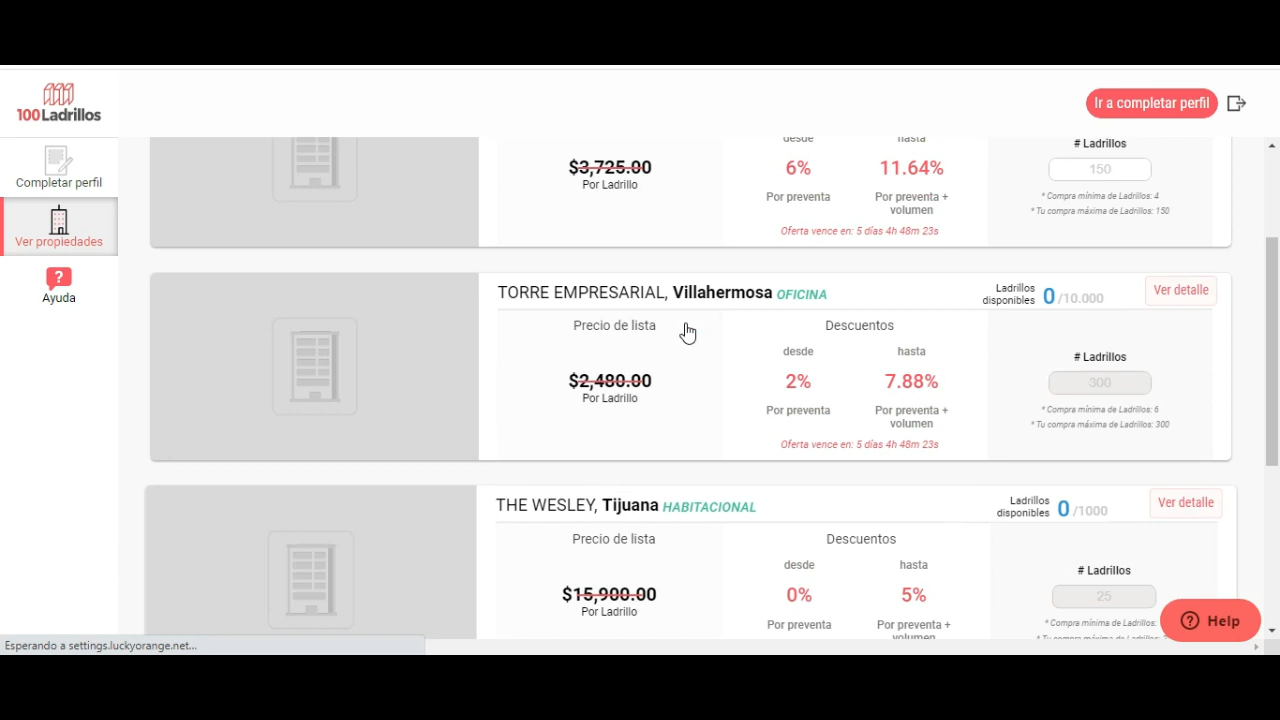 100Ladrillos
Ir a completar perfil
Completar perfil
Ver propiedades
Ayuda
desde
hasta
# Ladrillos
$3,725.00
Por Ladrillo
6%
11.64%
150
Por preventa
Por preventa +
volumen
* Compra mínima de Ladrillos: 4
* Tu compra máxima de Ladrillos: 150
Oferta vence en: 5 días 4h 48m 23s
TORRE EMPRESARIAL, Villahermosa OFICINA
Ladrillos
disponibles 0 /10.000
Ver detalle
Precio de lista
Descuentos
desde
hasta
# Ladrillos
$2,480.00
Por Ladrillo
2%
7.88%
300
Por preventa
Por preventa +
volumen
* Compra mínima de Ladrillos: 6
* Tu compra máxima de Ladrillos: 300
Oferta vence en: 5 días 4h 48m 23s
THE WESLEY, Tijuana HABITACIONAL
Ladrillos
disponibles 0 /1000
Ver detalle
Precio de lista
Descuentos
desde
hasta
# Ladrillos
$15,900.00
Por Ladrillo
0%
5%
25
Por preventa
Por preventa +
volumen
* Compra mínima de Ladrillos:
* Tu compra máxima de Ladrillos:
Help
Esperando a settings.luckyorange.net...